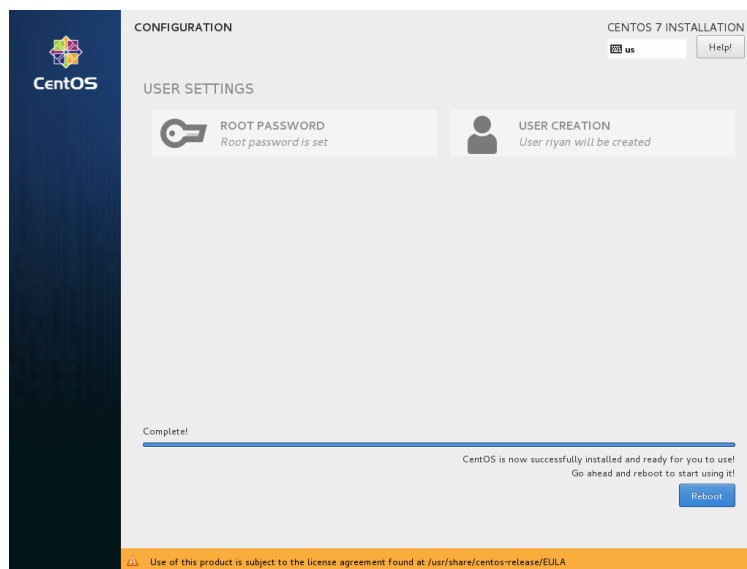 CentOS
CONFIGURATION
CENTOS 7 INSTALLATION
us
Help!
USER SETTINGS
ROOT PASSWORD
Root password is set
USER CREATION
User riyan will be created
Complete!
CentOS is now successfully installed and ready for you to use!
Go ahead and reboot to start using it!
Reboot
Use of this product is subject to the license agreement found at /usr/share/centos-release/EULA